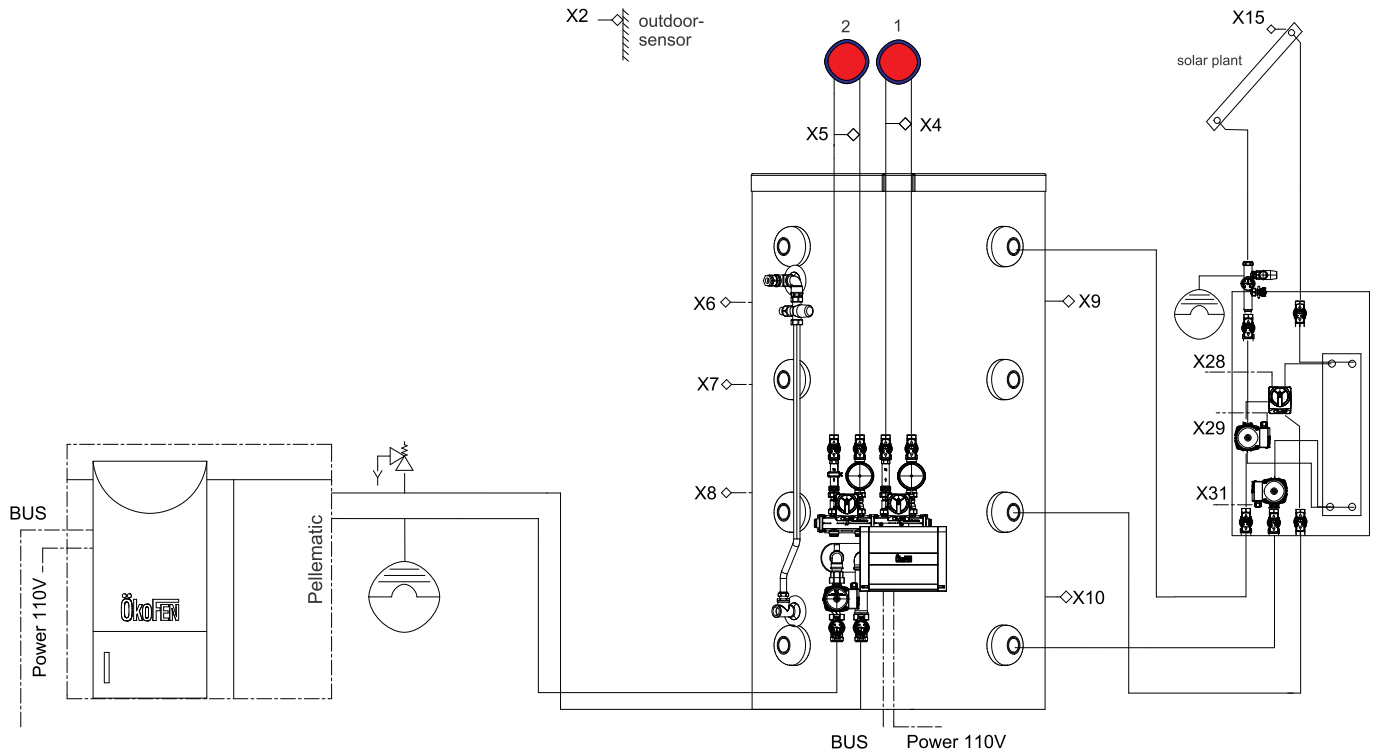 X2
outdoor-
sensor
2
1
X15
solar plant
X5
X4
X6
X9
X7
X28
X29
X8
X31
BUS
Power 110V
Pellematic
ÖkoFEN
ÖkoFEN
X10
BUS
Power 110V